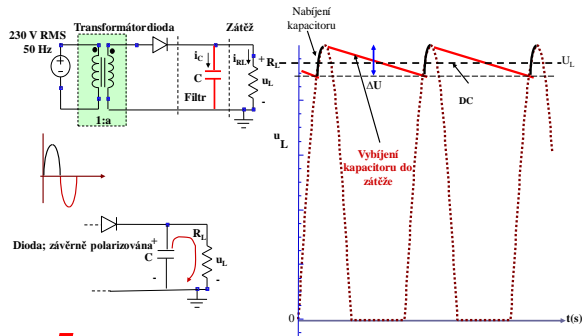 Transformátor dioda
Zátěž
230 V RMS
50 Hz
i_C
C
Filtr
i_RL
+ R_L
u_L
-
1:a
Dioda; závěrně polarizována
+
C
-
R_L
u_L
-
Nabíjení
kapacitoru
U_L
ΔU
DC
u_L
Vybíjení
kapacitoru do
zátěže
0
t(s)